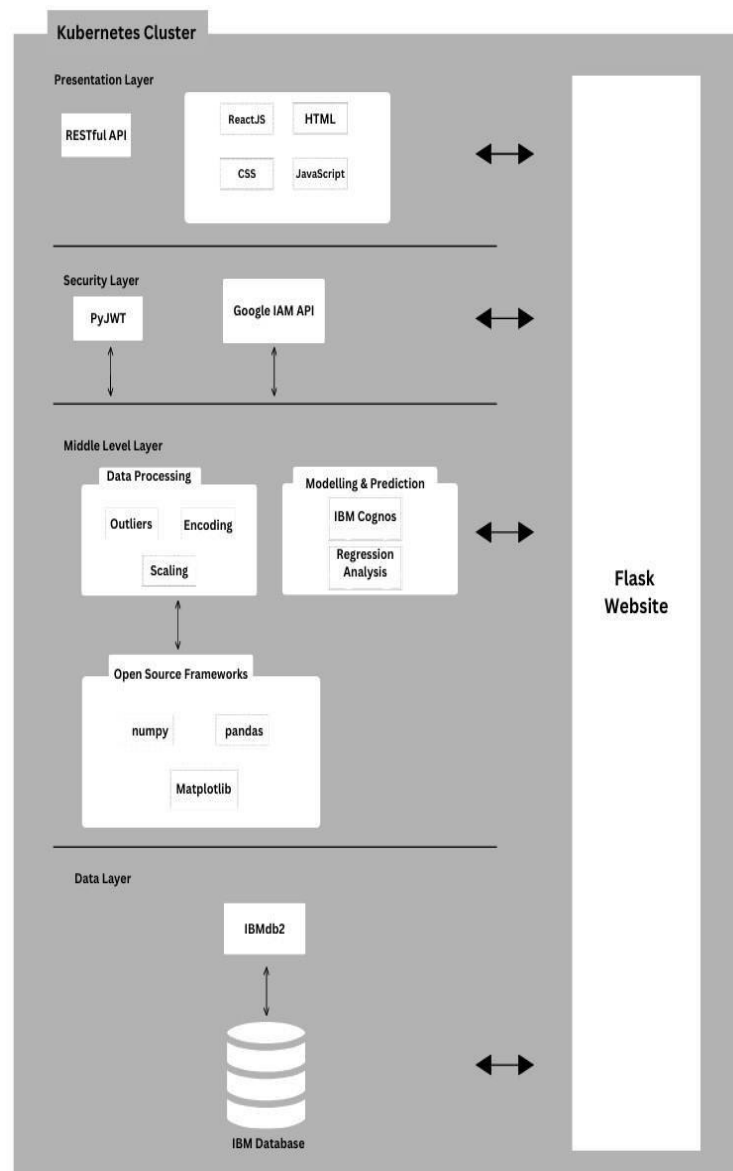 Kubernetes Cluster
Presentation Layer
RESTful API
ReactJS
HTML
CSS
JavaScript
Security Layer
PyJWT
Google IAM API
Middle Level Layer
Data Processing
Outliers
Encoding
Scaling
Modelling & Prediction
IBM Cognos
Regression
Analysis
Open Source Frameworks
numpy
pandas
Matplotlib
Data Layer
IBMdb2
IBM Database
Flask
Website